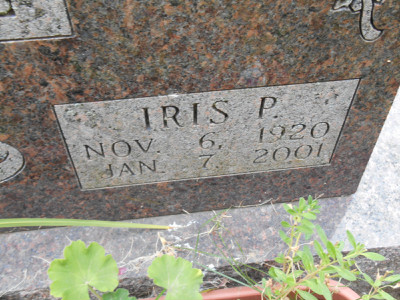 IRIS P.
NOV. 6, 1920
JAN. 7, 2001